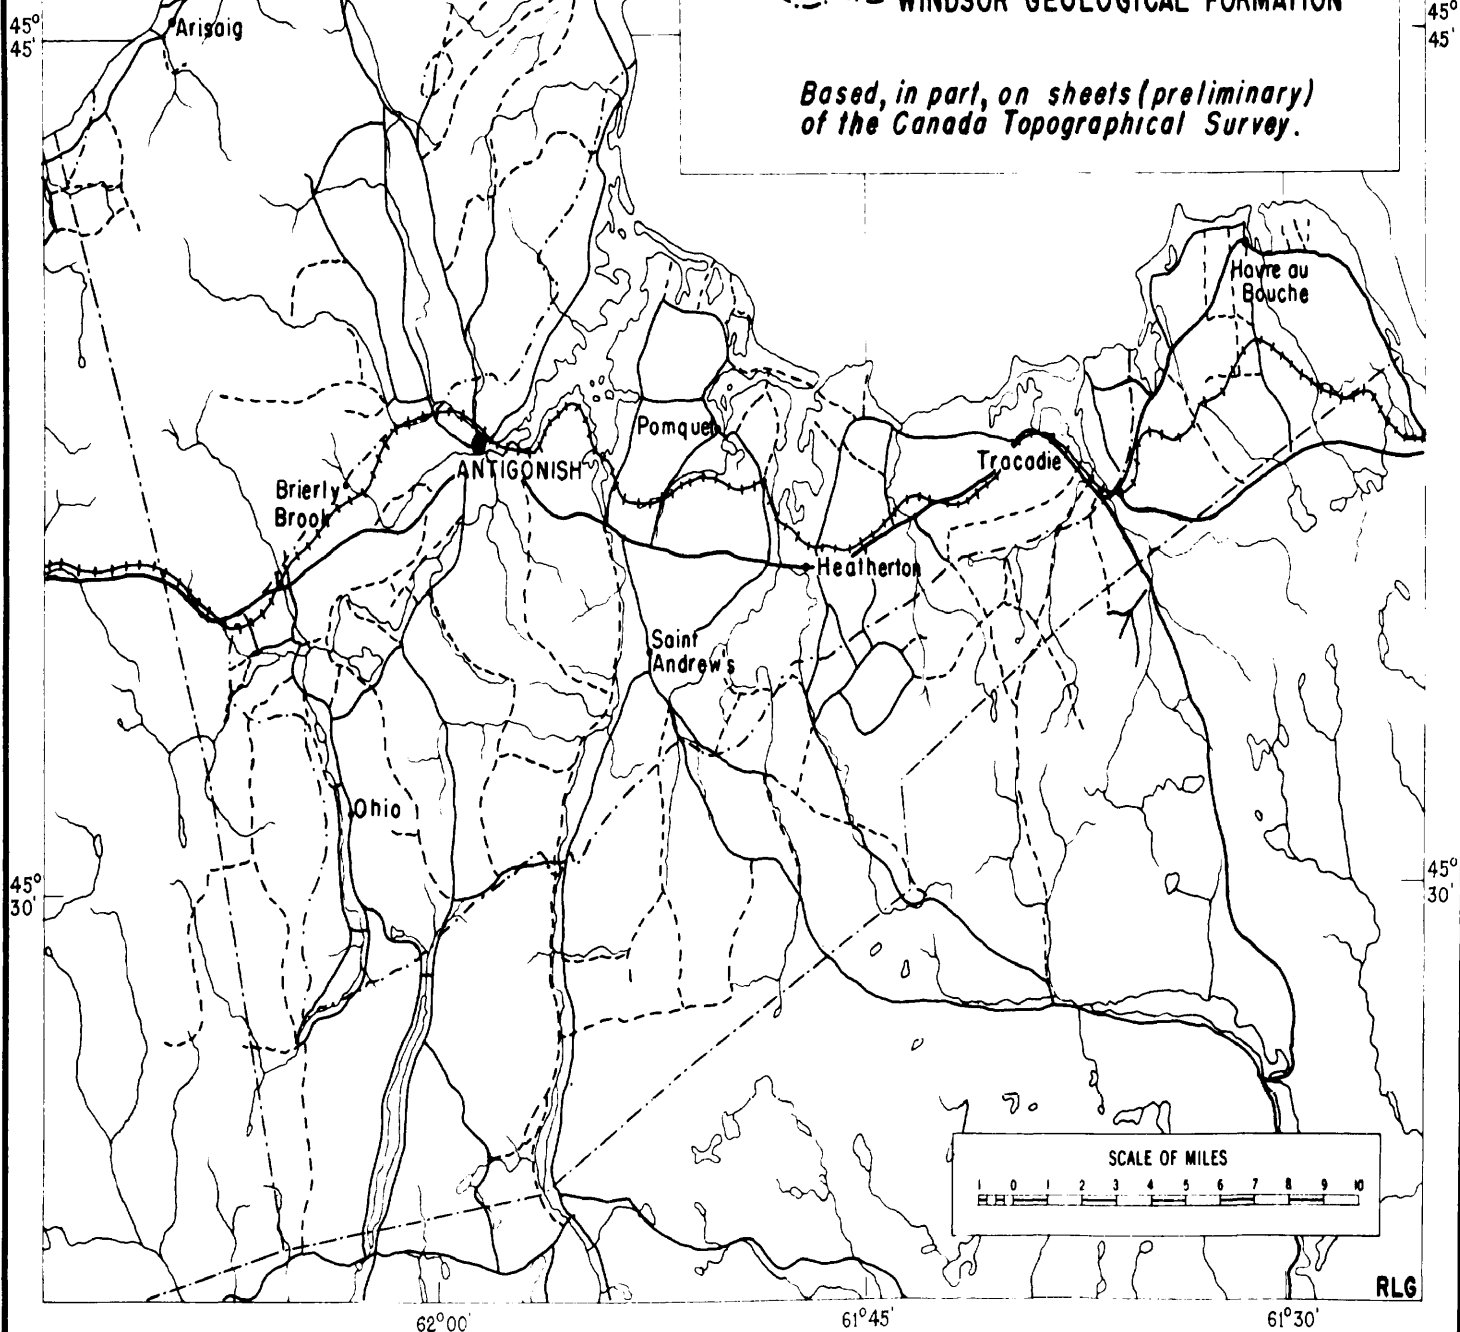 WINDSOR GEOLOGICAL FORMATION
45°
45'
45°
45'
Arisaig
Based, in part, on sheets (preliminary)
of the Canada Topographical Survey.
Havre au
Bouche
Pomquet
Tracadie
ANTIGONISH
Brierly
Brook
Heatherton
Saint
Andrew's
Ohio
45°
30'
45°
30'
SCALE OF MILES
1 0 1 2 3 4 5 6 7 8 9 10
RLG
62°00'
61°45'
61°30'